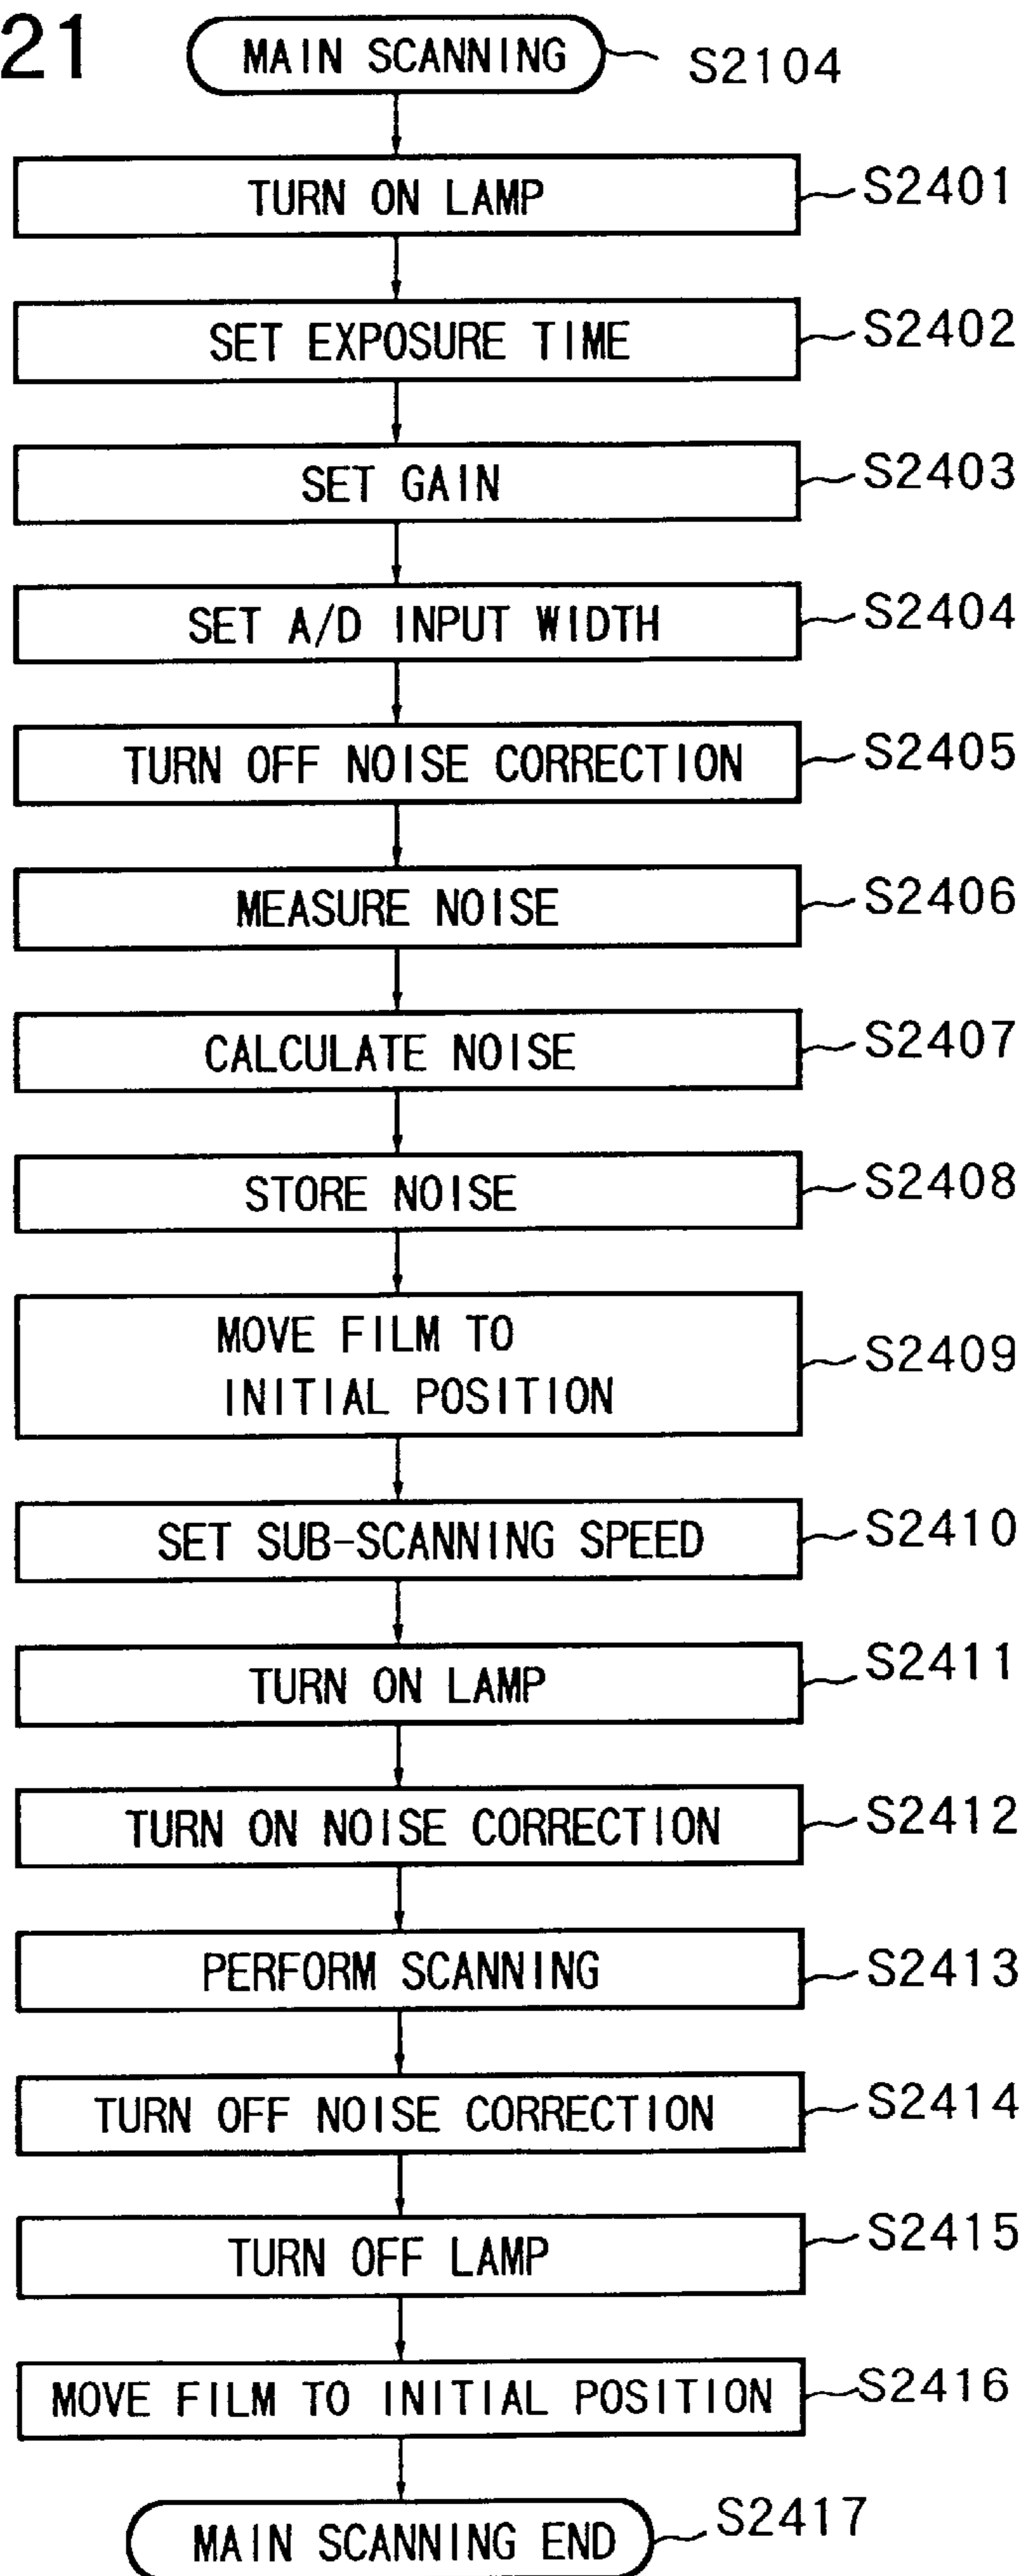 21
MAIN SCANNING S2104
TURN ON LAMP S2401
SET EXPOSURE TIME S2402
SET GAIN S2403
SET A/D INPUT WIDTH S2404
TURN OFF NOISE CORRECTION S2405
MEASURE NOISE S2406
CALCULATE NOISE S2407
STORE NOISE S2408
MOVE FILM TO
INITIAL POSITION S2409
SET SUB-SCANNING SPEED S2410
TURN ON LAMP S2411
TURN ON NOISE CORRECTION S2412
PERFORM SCANNING S2413
TURN OFF NOISE CORRECTION S2414
TURN OFF LAMP S2415
MOVE FILM TO INITIAL POSITION S2416
MAIN SCANNING END S2417